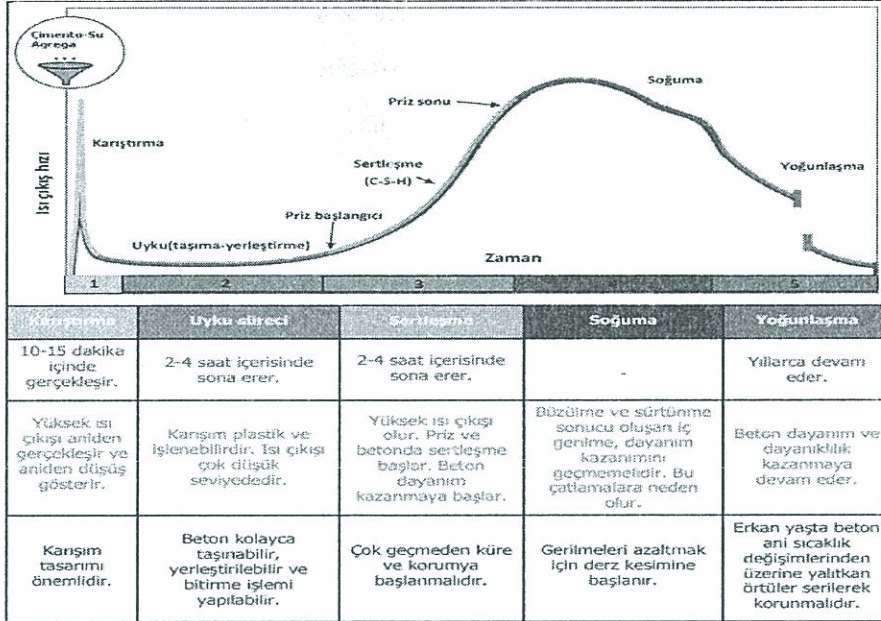 Çimento-Su
Agrega
Isı çıkış hızı
Karıştırma
Uyku(taşıma-yerleştirme)
Priz başlangıcı
Sertleşme
(C-S-H)
Priz sonu
Soğuma
Yoğunlaşma
Zaman
1 2 3 5
Karıştırma Uyku süreci Sertleşme Soğuma Yoğunlaşma
10-15 dakika
içinde
gerçekleşir.
2-4 saat içerisinde
sona erer.
2-4 saat içerisinde
sona erer.
-
Yıllarca devam
eder.
Yüksek ısı
çıkışı aniden
gerçekleşir ve
aniden düşüş
gösterir.
Karışım plastik ve
işlenebilirdir. Isı çıkışı
çok düşük
seviyededir.
Yüksek ısı çıkışı
olur. Priz ve
betonda sertleşme
başlar. Beton
dayanım
kazanmaya başlar.
Büzülme ve sürtünme
sonucu oluşan iç
gerilme, dayanım
kazanımını
geçmemelidir. Bu
çatlamalara neden
olur.
Beton dayanım ve
dayanıklılık
kazanmaya
devam eder.
Karışım
tasarımı
önemlidir.
Beton kolayca
taşınabilir,
yerleştirilebilir ve
bitirme işlemi
yapılabilir.
Çok geçmeden küre
ve korumya
başlanmalıdır.
Gerilmeleri azaltmak
için derz kesimine
başlanır.
Erkan yaşta beton
ani sıcaklık
değişimlerinden
üzerine yalıtkan
örtüler serilerek
korunmalıdır.